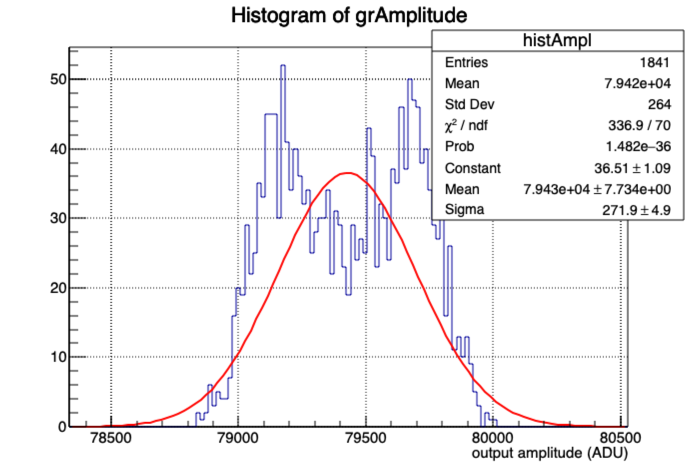 Histogram of grAmplitude
histAmpl
Entries 1841
Mean 7.942e+04
Std Dev 264
χ² / ndf 336.9 / 70
Prob 1.482e−36
Constant 36.51 ± 1.09
Mean 7.943e+04 ± 7.734e+00
Sigma 271.9 ± 4.9
50
40
30
20
10
0
78500 79000 79500 80000 80500
output amplitude (ADU)